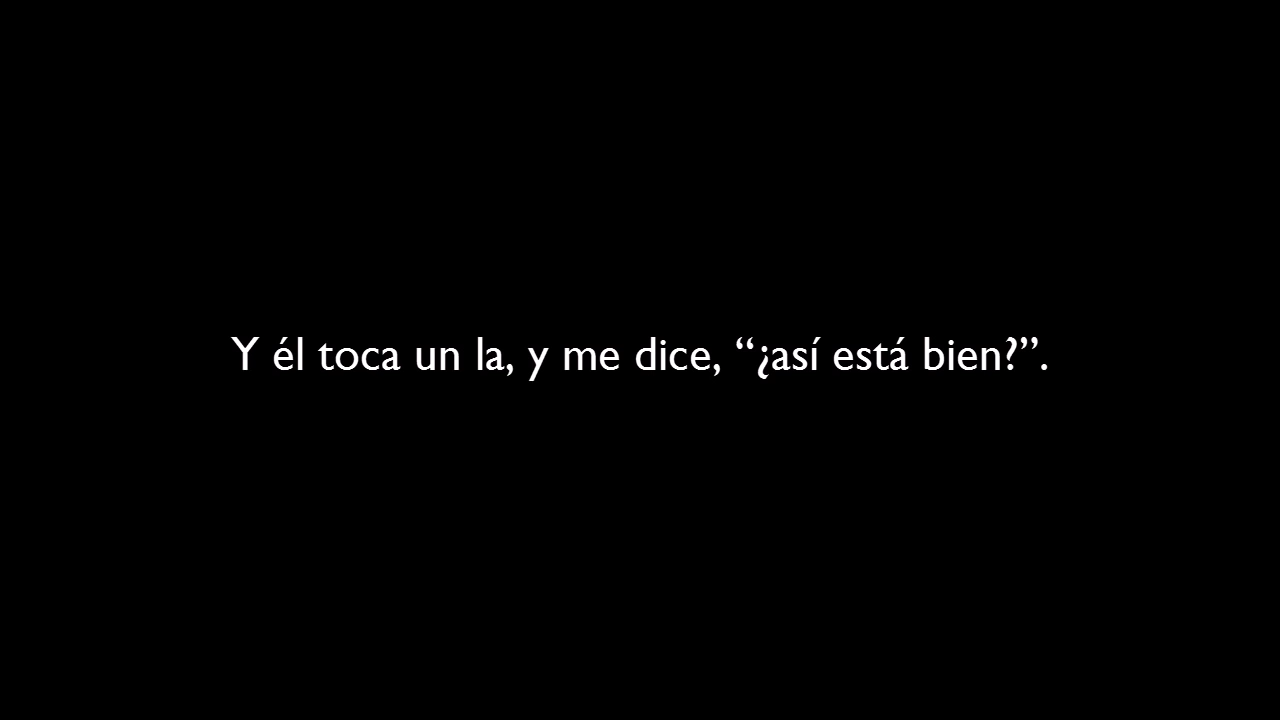 Y él toca un la, y me dice, “¿así está bien?”.